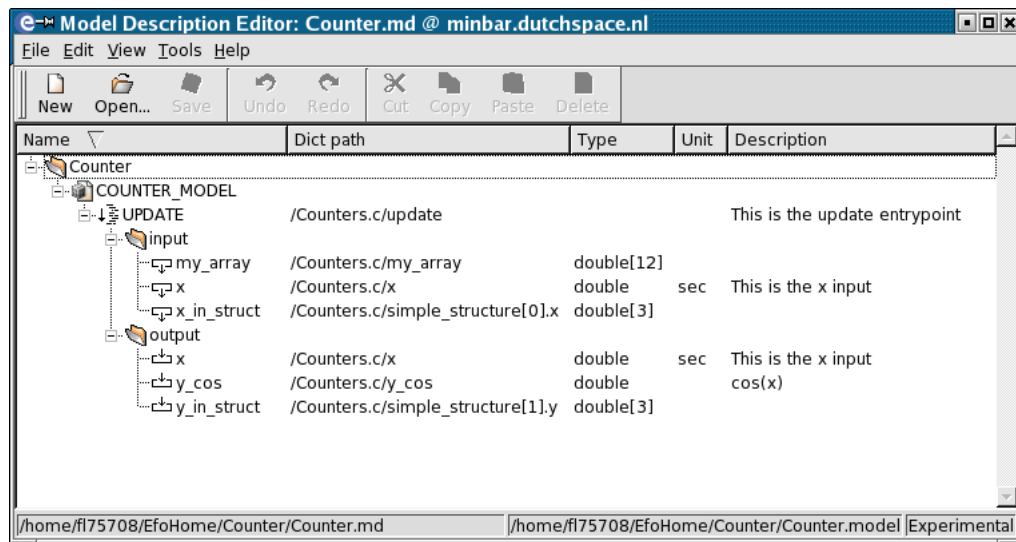 Model Description Editor: Counter.md @ minbar.dutchspace.nl
File Edit View Tools Help
New Open... Save Undo Redo Cut Copy Paste Delete
Name Dict path Type Unit Description
Counter
COUNTER_MODEL
UPDATE /Counters.c/update This is the update entrypoint
input
my_array /Counters.c/my_array double[12]
x /Counters.c/x double sec This is the x input
x_in_struct /Counters.c/simple_structure[0].x double[3]
output
x /Counters.c/x double sec This is the x input
y_cos /Counters.c/y_cos double cos(x)
y_in_struct /Counters.c/simple_structure[1].y double[3]
/home/fl75708/EfoHome/Counter/Counter.md /home/fl75708/EfoHome/Counter/Counter.model Experimental